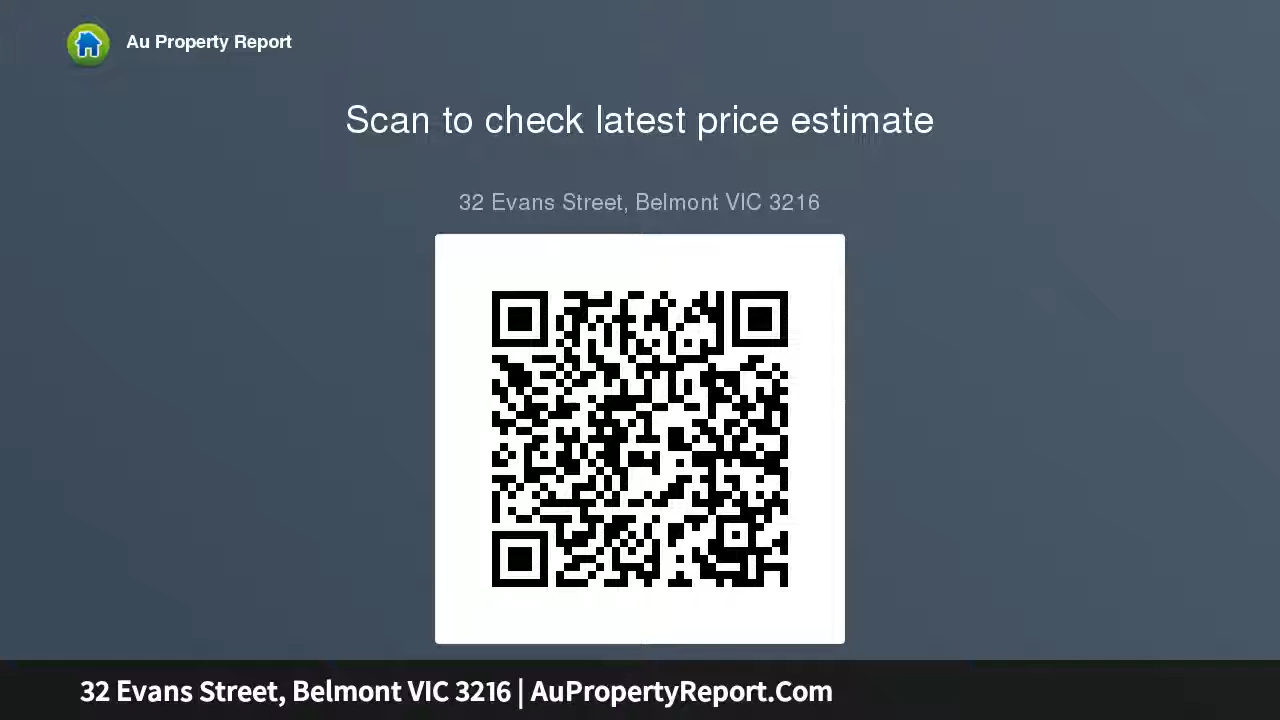 Au Property Report
Scan to check latest price estimate
32 Evans Street, Belmont VIC 3216
32 Evans Street, Belmont VIC 3216 | AuPropertyReport.Com